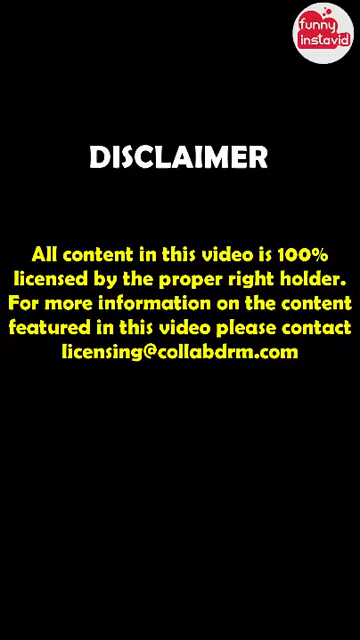 funny
instavid
DISCLAIMER
All content in this video is 100%
licensed by the proper right holder.
For more information on the content
featured in this video please contact
licensing@collabdrm.com